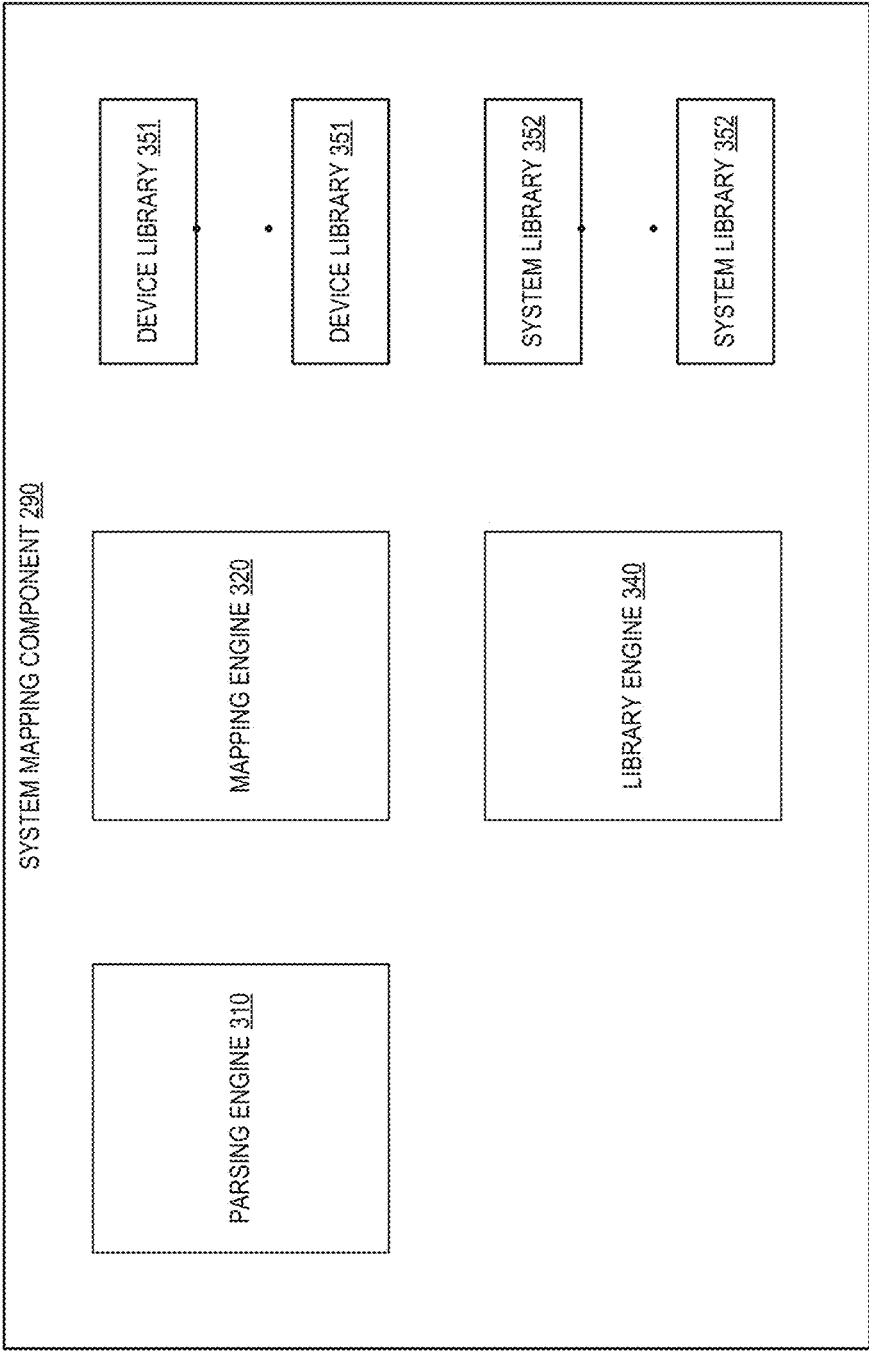 SYSTEM MAPPING COMPONENT 290
PARSING ENGINE 310
MAPPING ENGINE 320
LIBRARY ENGINE 340
DEVICE LIBRARY 351
DEVICE LIBRARY 351
SYSTEM LIBRARY 352
SYSTEM LIBRARY 352